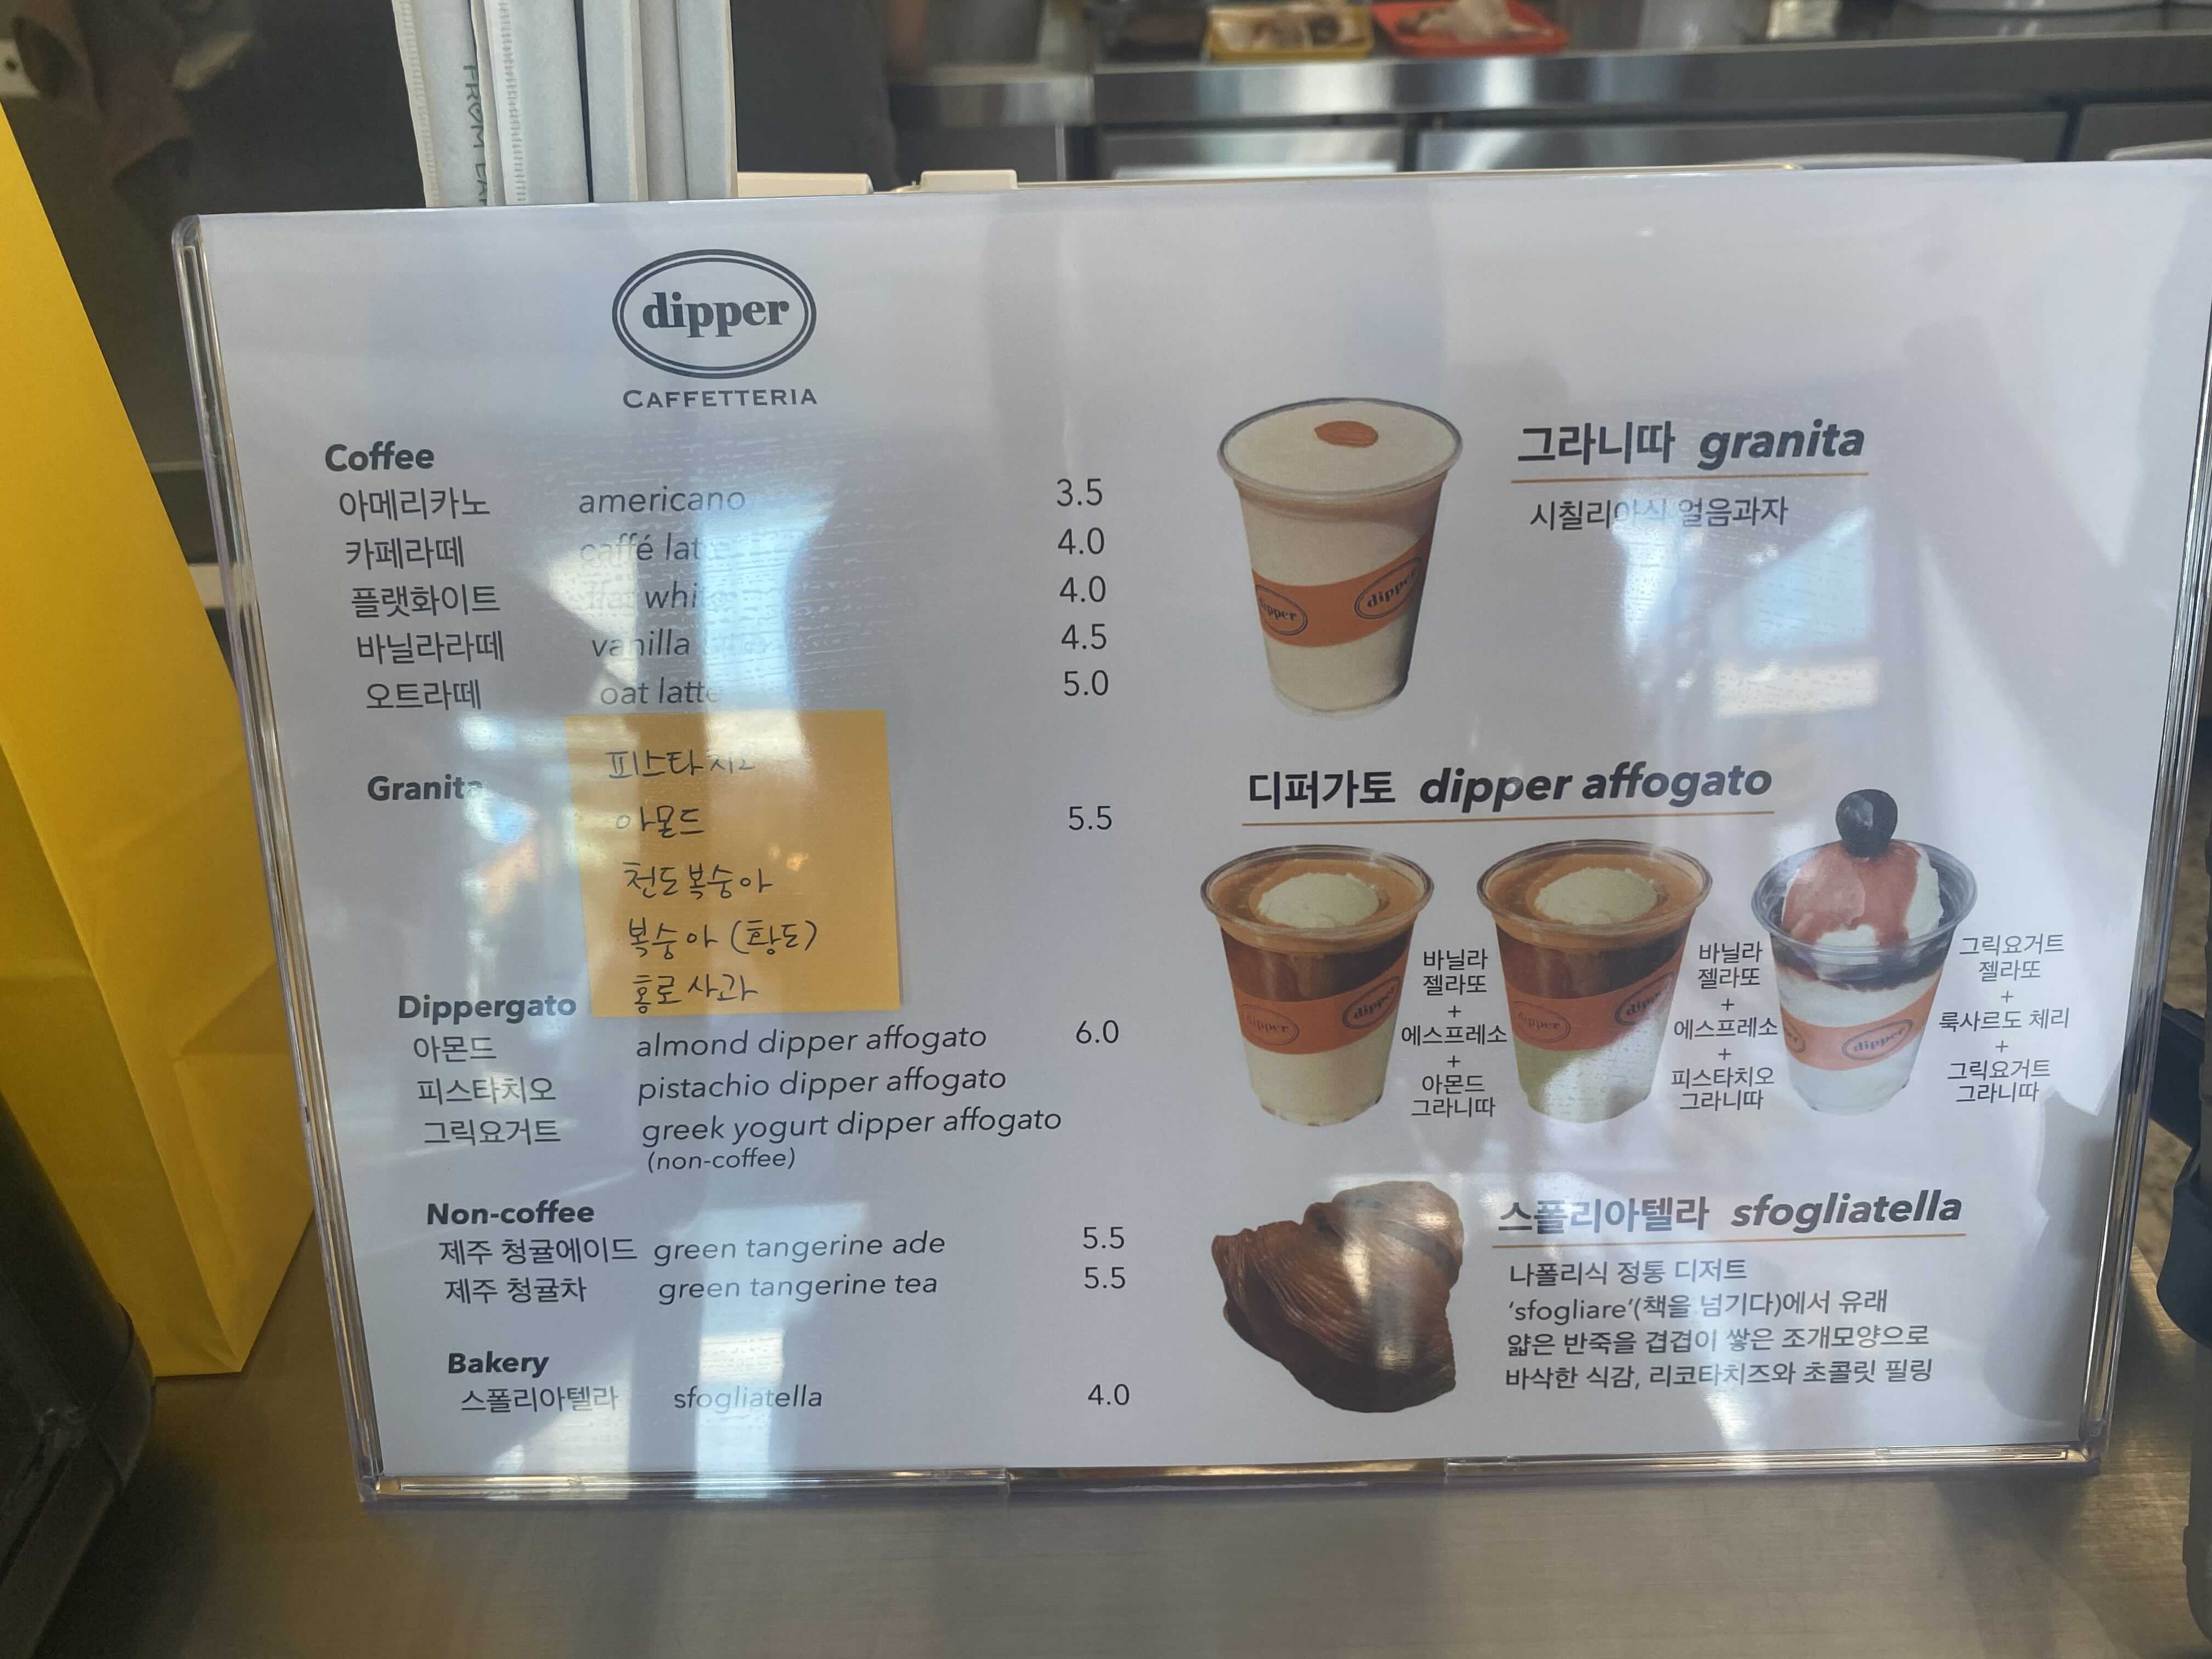 dipper
CAFFETTERIA
Coffee
아메리카노 americano 3.5
카페라떼 caffé 4.0
플랫화이트 4.0
바닐라라떼 vanilla 4.5
오트라떼 oat latte 5.0
Granita
피스타치오
아몬드 5.5
천도복숭아
복숭아 (황도)
홍로사과
Dippergato
아몬드 almond dipper affogato 6.0
피스타치오 pistachio dipper affogato
그릭요거트 greek yogurt dipper affogato
(non-coffee)
Non-coffee
제주 청귤에이드 green tangerine ade 5.5
제주 청귤차 green tangerine tea 5.5
Bakery
스폴리아텔라 sfogliatella 4.0
그라니따 granita
시칠리아식 얼음과자
dipper dipper
디퍼가토 dipper affogato
바닐라
젤라또
+
에스프레소
+
아몬드
그라니따
바닐라
젤라또
+
에스프레소
+
피스타치오
그라니따
그릭요거트
젤라또
+
룩사르도 체리
+
그릭요거트
그라니따
dipper dipper
dipper
dipper
스폴리아텔라 sfogliatella
나폴리식 정통 디저트
'sfogliare'(책을 넘기다)에서 유래
얇은 반죽을 겹겹이 쌓은 조개모양으로
바삭한 식감, 리코타치즈와 초콜릿 필링